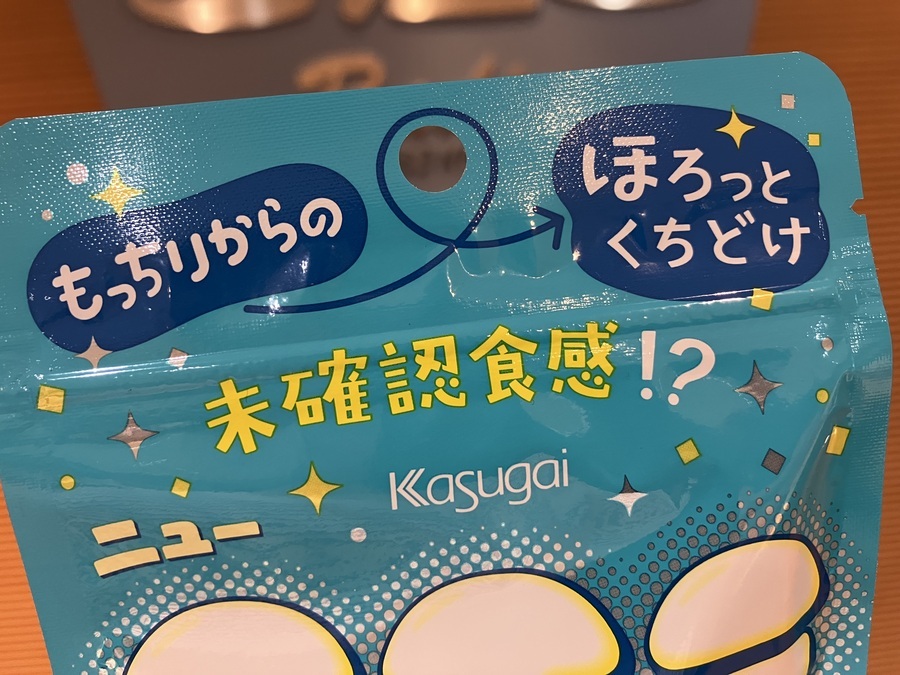 もっちりからの
ほろっと
くちどけ
未確認食感!?
Kasugai
ニュー